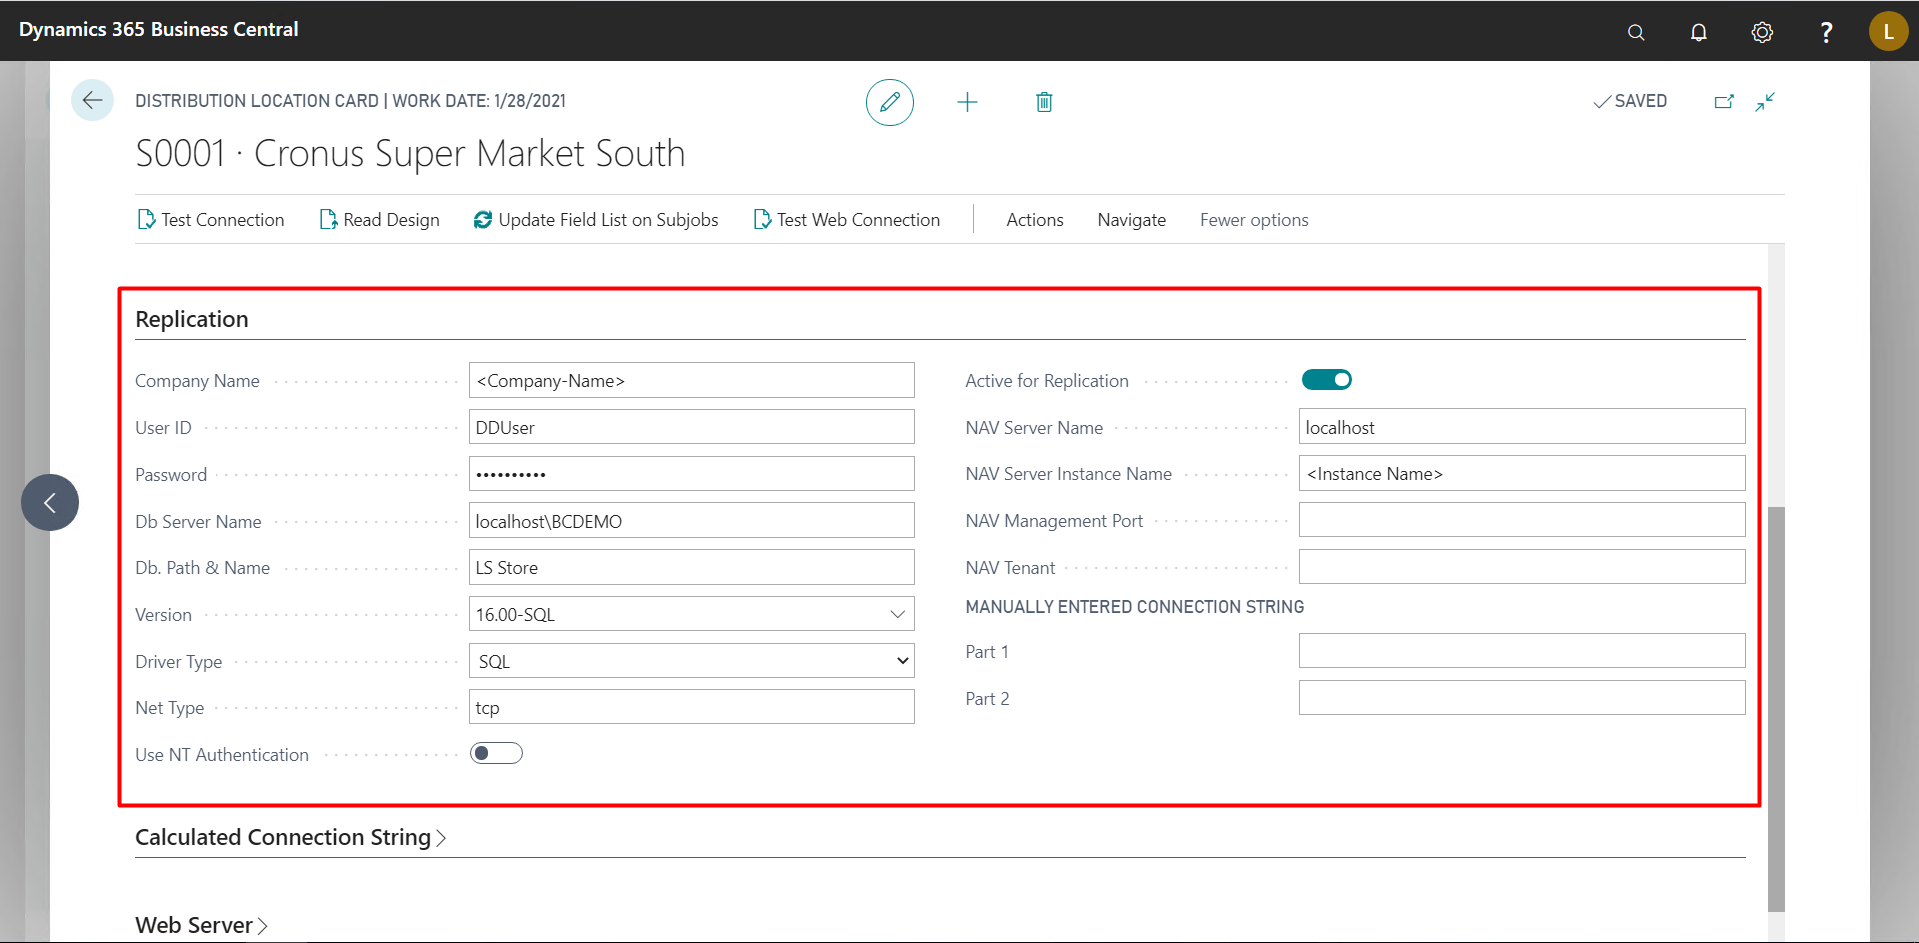 Dynamics 365 Business Central
?
L
DISTRIBUTION LOCATION CARD | WORK DATE: 1/28/2021
SAVED
S0001 · Cronus Super Market South
Test Connection
Read Design
Update Field List on Subjobs
Test Web Connection
Actions
Navigate
Fewer options
Replication
Company Name
<Company-Name>
User ID
DDUser
Password
••••••••••
Db Server Name
localhost\BCDEMO
Db. Path & Name
LS Store
Version
16.00-SQL
Driver Type
SQL
Net Type
tcp
Use NT Authentication
Active for Replication
NAV Server Name
localhost
NAV Server Instance Name
<Instance Name>
NAV Management Port
NAV Tenant
MANUALLY ENTERED CONNECTION STRING
Part 1
Part 2
Calculated Connection String
Web Server